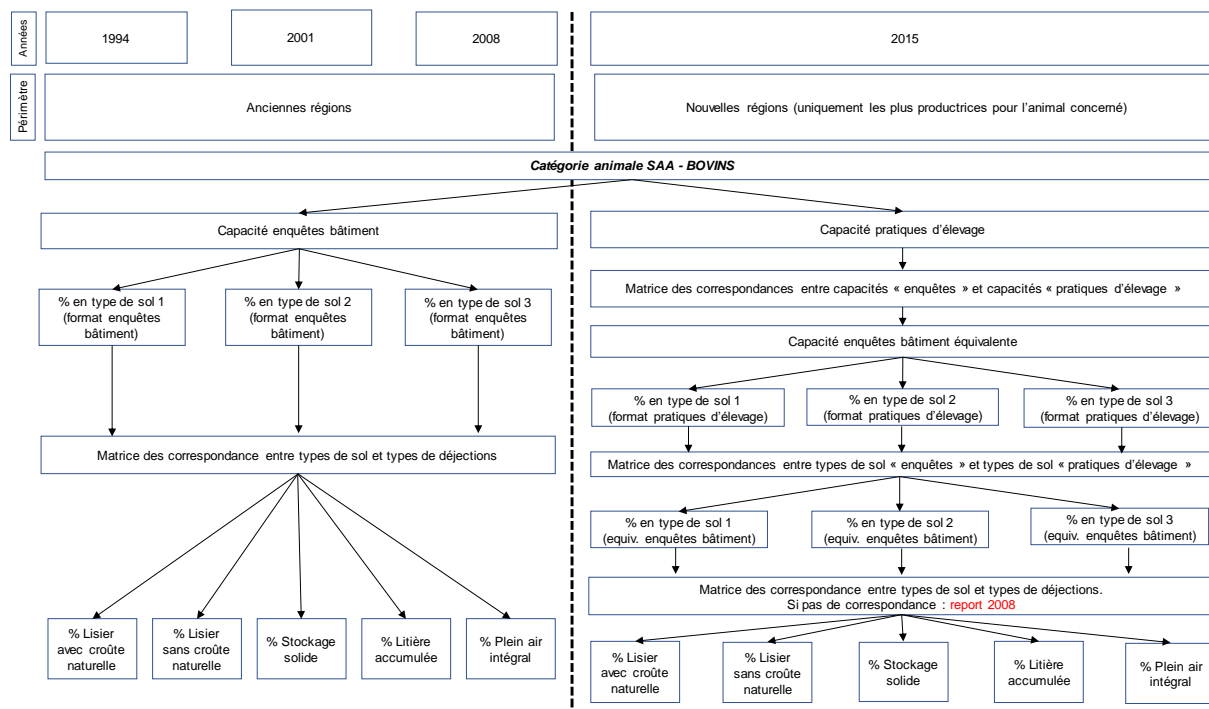 Années
1994
2001
2008
2015
Périmètre
Anciennes régions
Nouvelles régions (uniquement les plus productrices pour l'animal concerné)
Catégorie animale SAA - BOVINS
Capacité enquêtes bâtiment
% en type de sol 1
(format enquêtes
bâtiment)
% en type de sol 2
(format enquêtes
bâtiment)
% en type de sol 3
(format enquêtes
bâtiment)
Matrice des correspondance entre types de sol et types de déjections
% Lisier
avec croûte
naturelle
% Lisier
sans croûte
naturelle
% Stockage
solide
% Litière
accumulée
% Plein air
intégral
Capacité pratiques d'élevage
Matrice des correspondances entre capacités « enquêtes » et capacités « pratiques d'élevage »
Capacité enquêtes bâtiment équivalente
% en type de sol 1
(format pratiques d'élevage)
% en type de sol 2
(format pratiques d'élevage)
% en type de sol 3
(format pratiques d'élevage)
Matrice des correspondances entre types de sol « enquêtes » et types de sol « pratiques d'élevage »
% en type de sol 1
(equiv. enquêtes bâtiment)
% en type de sol 2
(equiv. enquêtes bâtiment)
% en type de sol 3
(equiv. enquêtes bâtiment)
Matrice des correspondance entre types de sol et types de déjections.
Si pas de correspondance : report 2008
% Lisier
avec croûte
naturelle
% Lisier
sans croûte
naturelle
% Stockage
solide
% Litière
accumulée
% Plein air
intégral